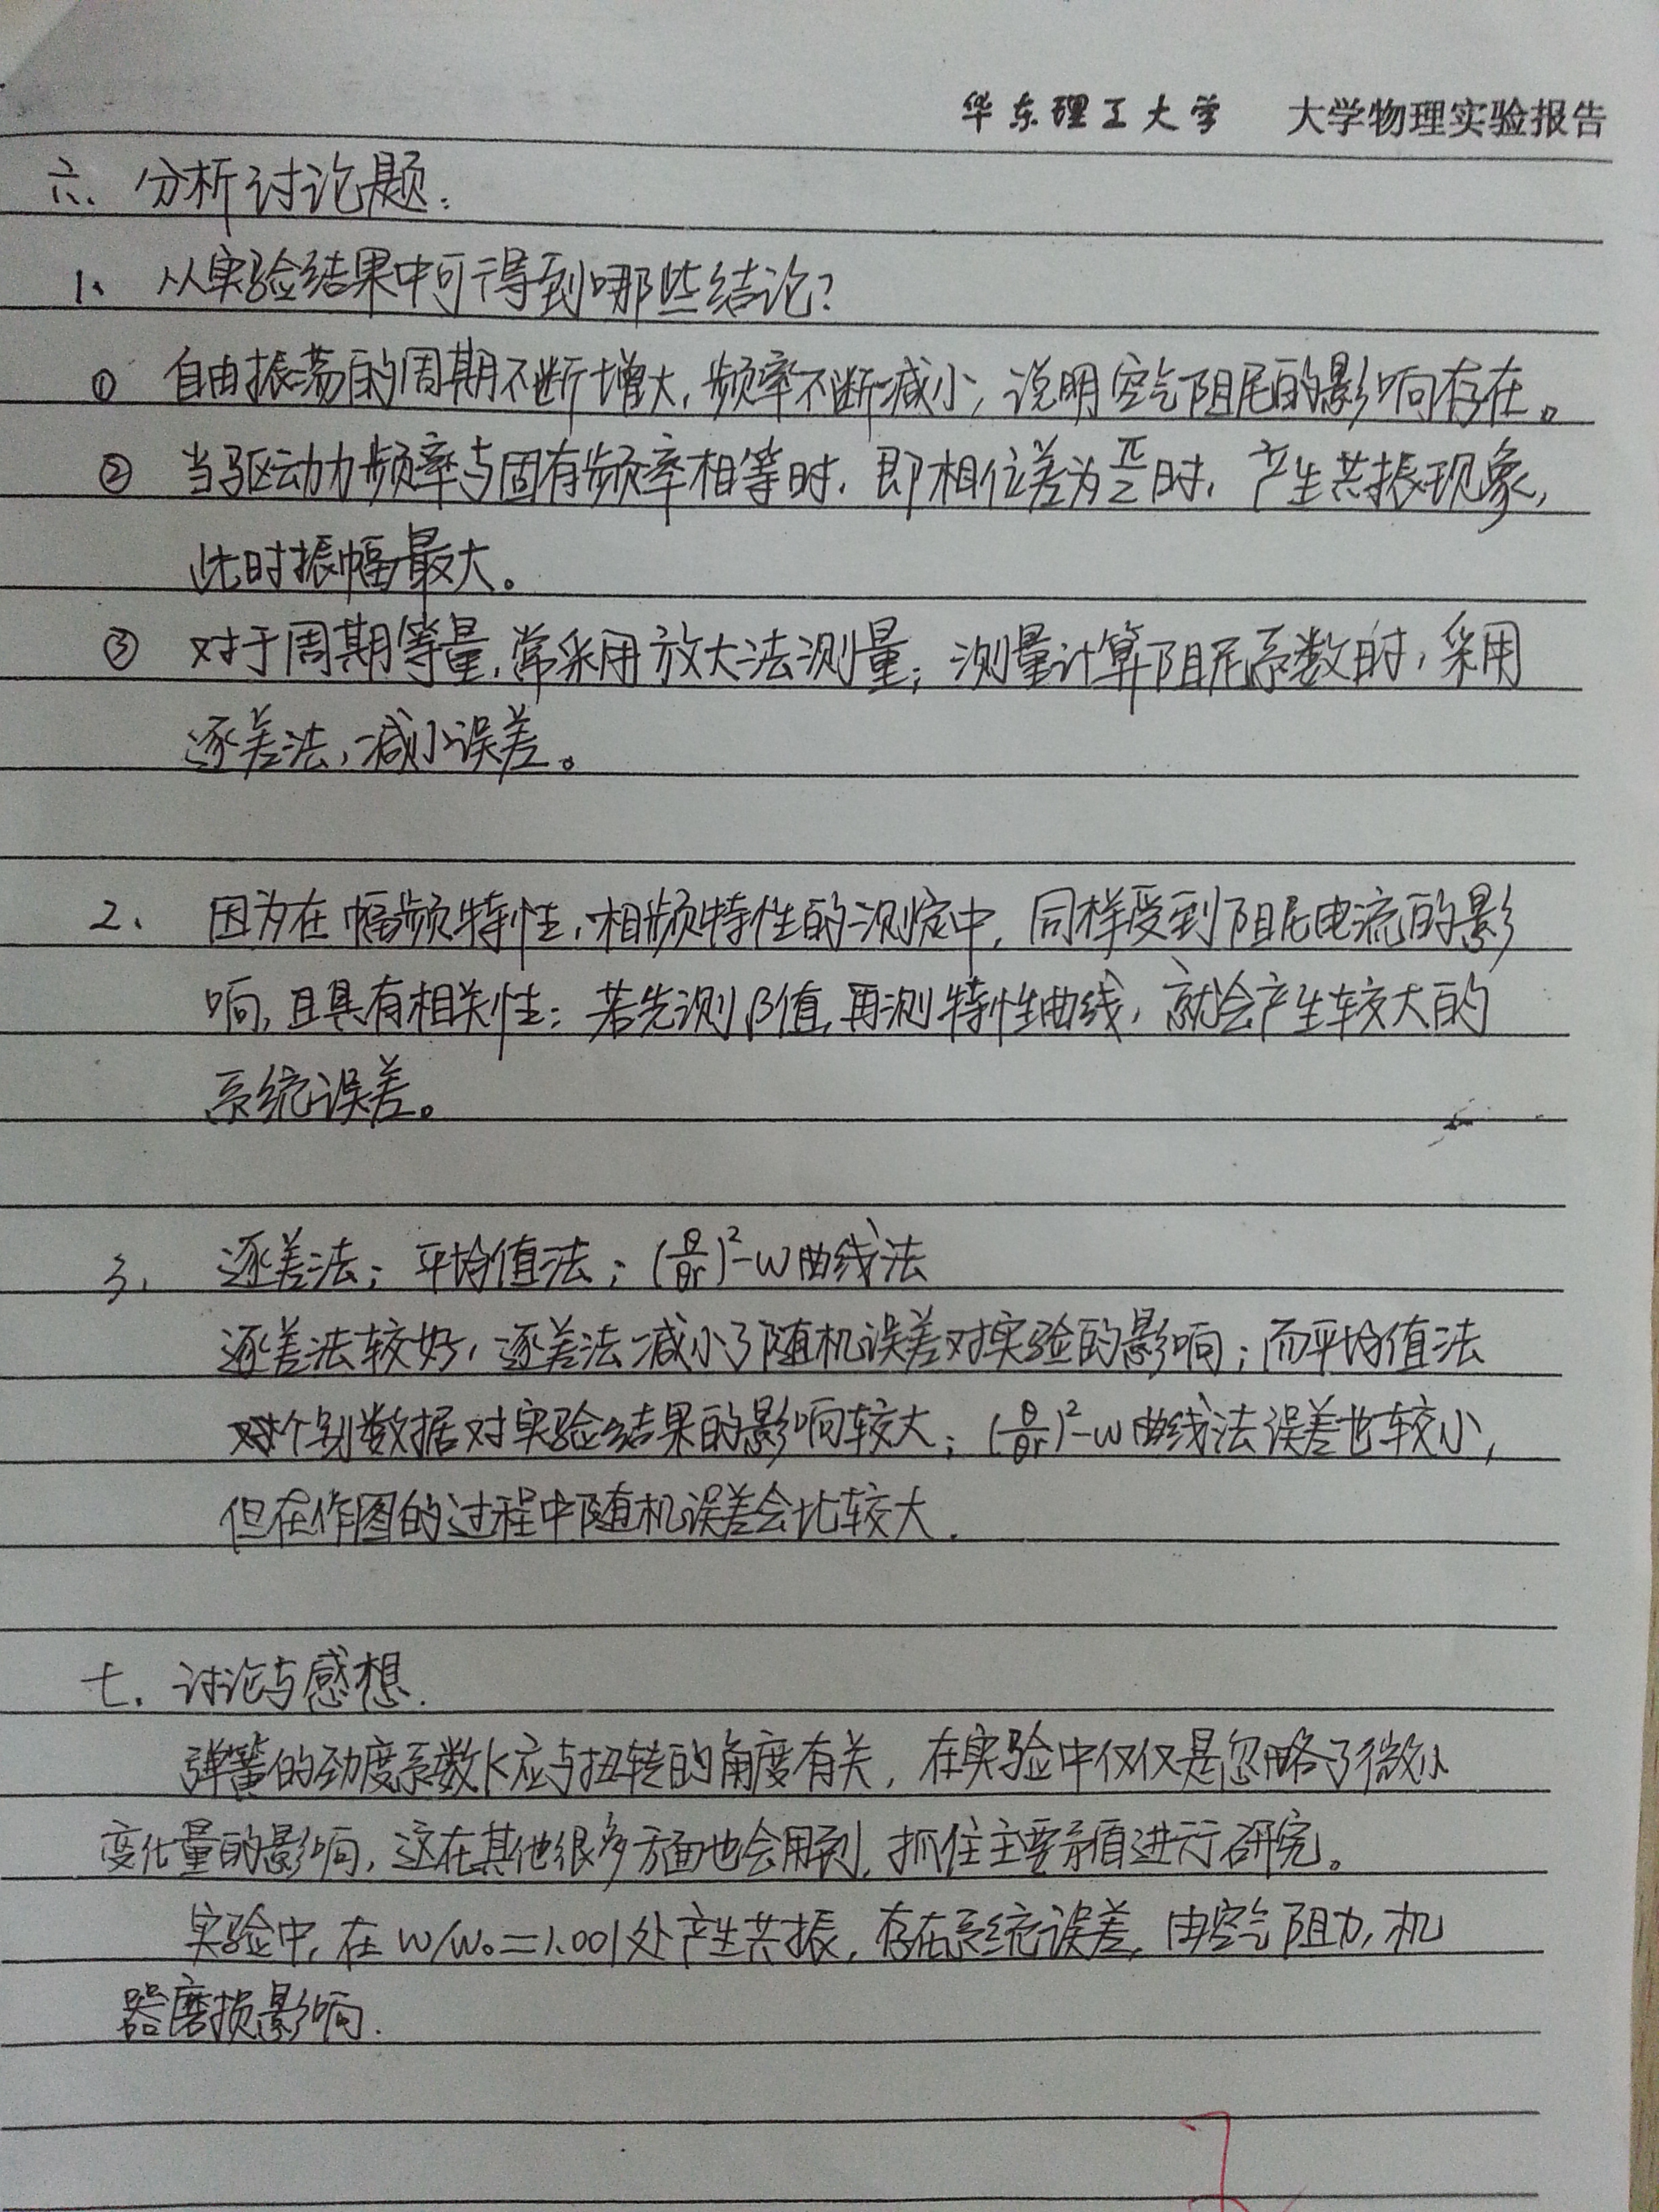 华东理工大学 大学物理实验报告
六、分析讨论题:
1、从实验结果中可得到哪些结论?
① 自由振荡的周期不断增大,频率不断减小,说明空气阻尼的影响存在。
② 当驱动力频率与固有频率相等时,即相位差为π/2时,产生共振现象,
此时振幅最大。
③ 对于周期等量,常采用放大法测量;测量计算阻尼系数时,采用
逐差法,减小误差。
2、因为在幅频特性,相频特性的测定中,同样受到阻尼电流的影
响,且具有相关性;若先测β值,再测特性曲线,就会产生较大的
系统误差。
3、逐差法;平均值法;(θ/θr)²-ω曲线法
逐差法较好,逐差法减小了随机误差对实验的影响;而平均值法
个别数据对实验结果的影响较大;(θ/θr)²-ω曲线法误差也较小,
但在作图的过程中随机误差会比较大.
七.讨论与感想.
弹簧的劲度系数k应与扭转的角度有关,在实验中仅仅是忽略了微小
变化量的影响,这在其他很多方面也会用到,抓住主要矛盾进行研究。
实验中,在ω/ω₀=1.001处产生共振,存在系统误差,由空气阻力,机
器磨损影响.